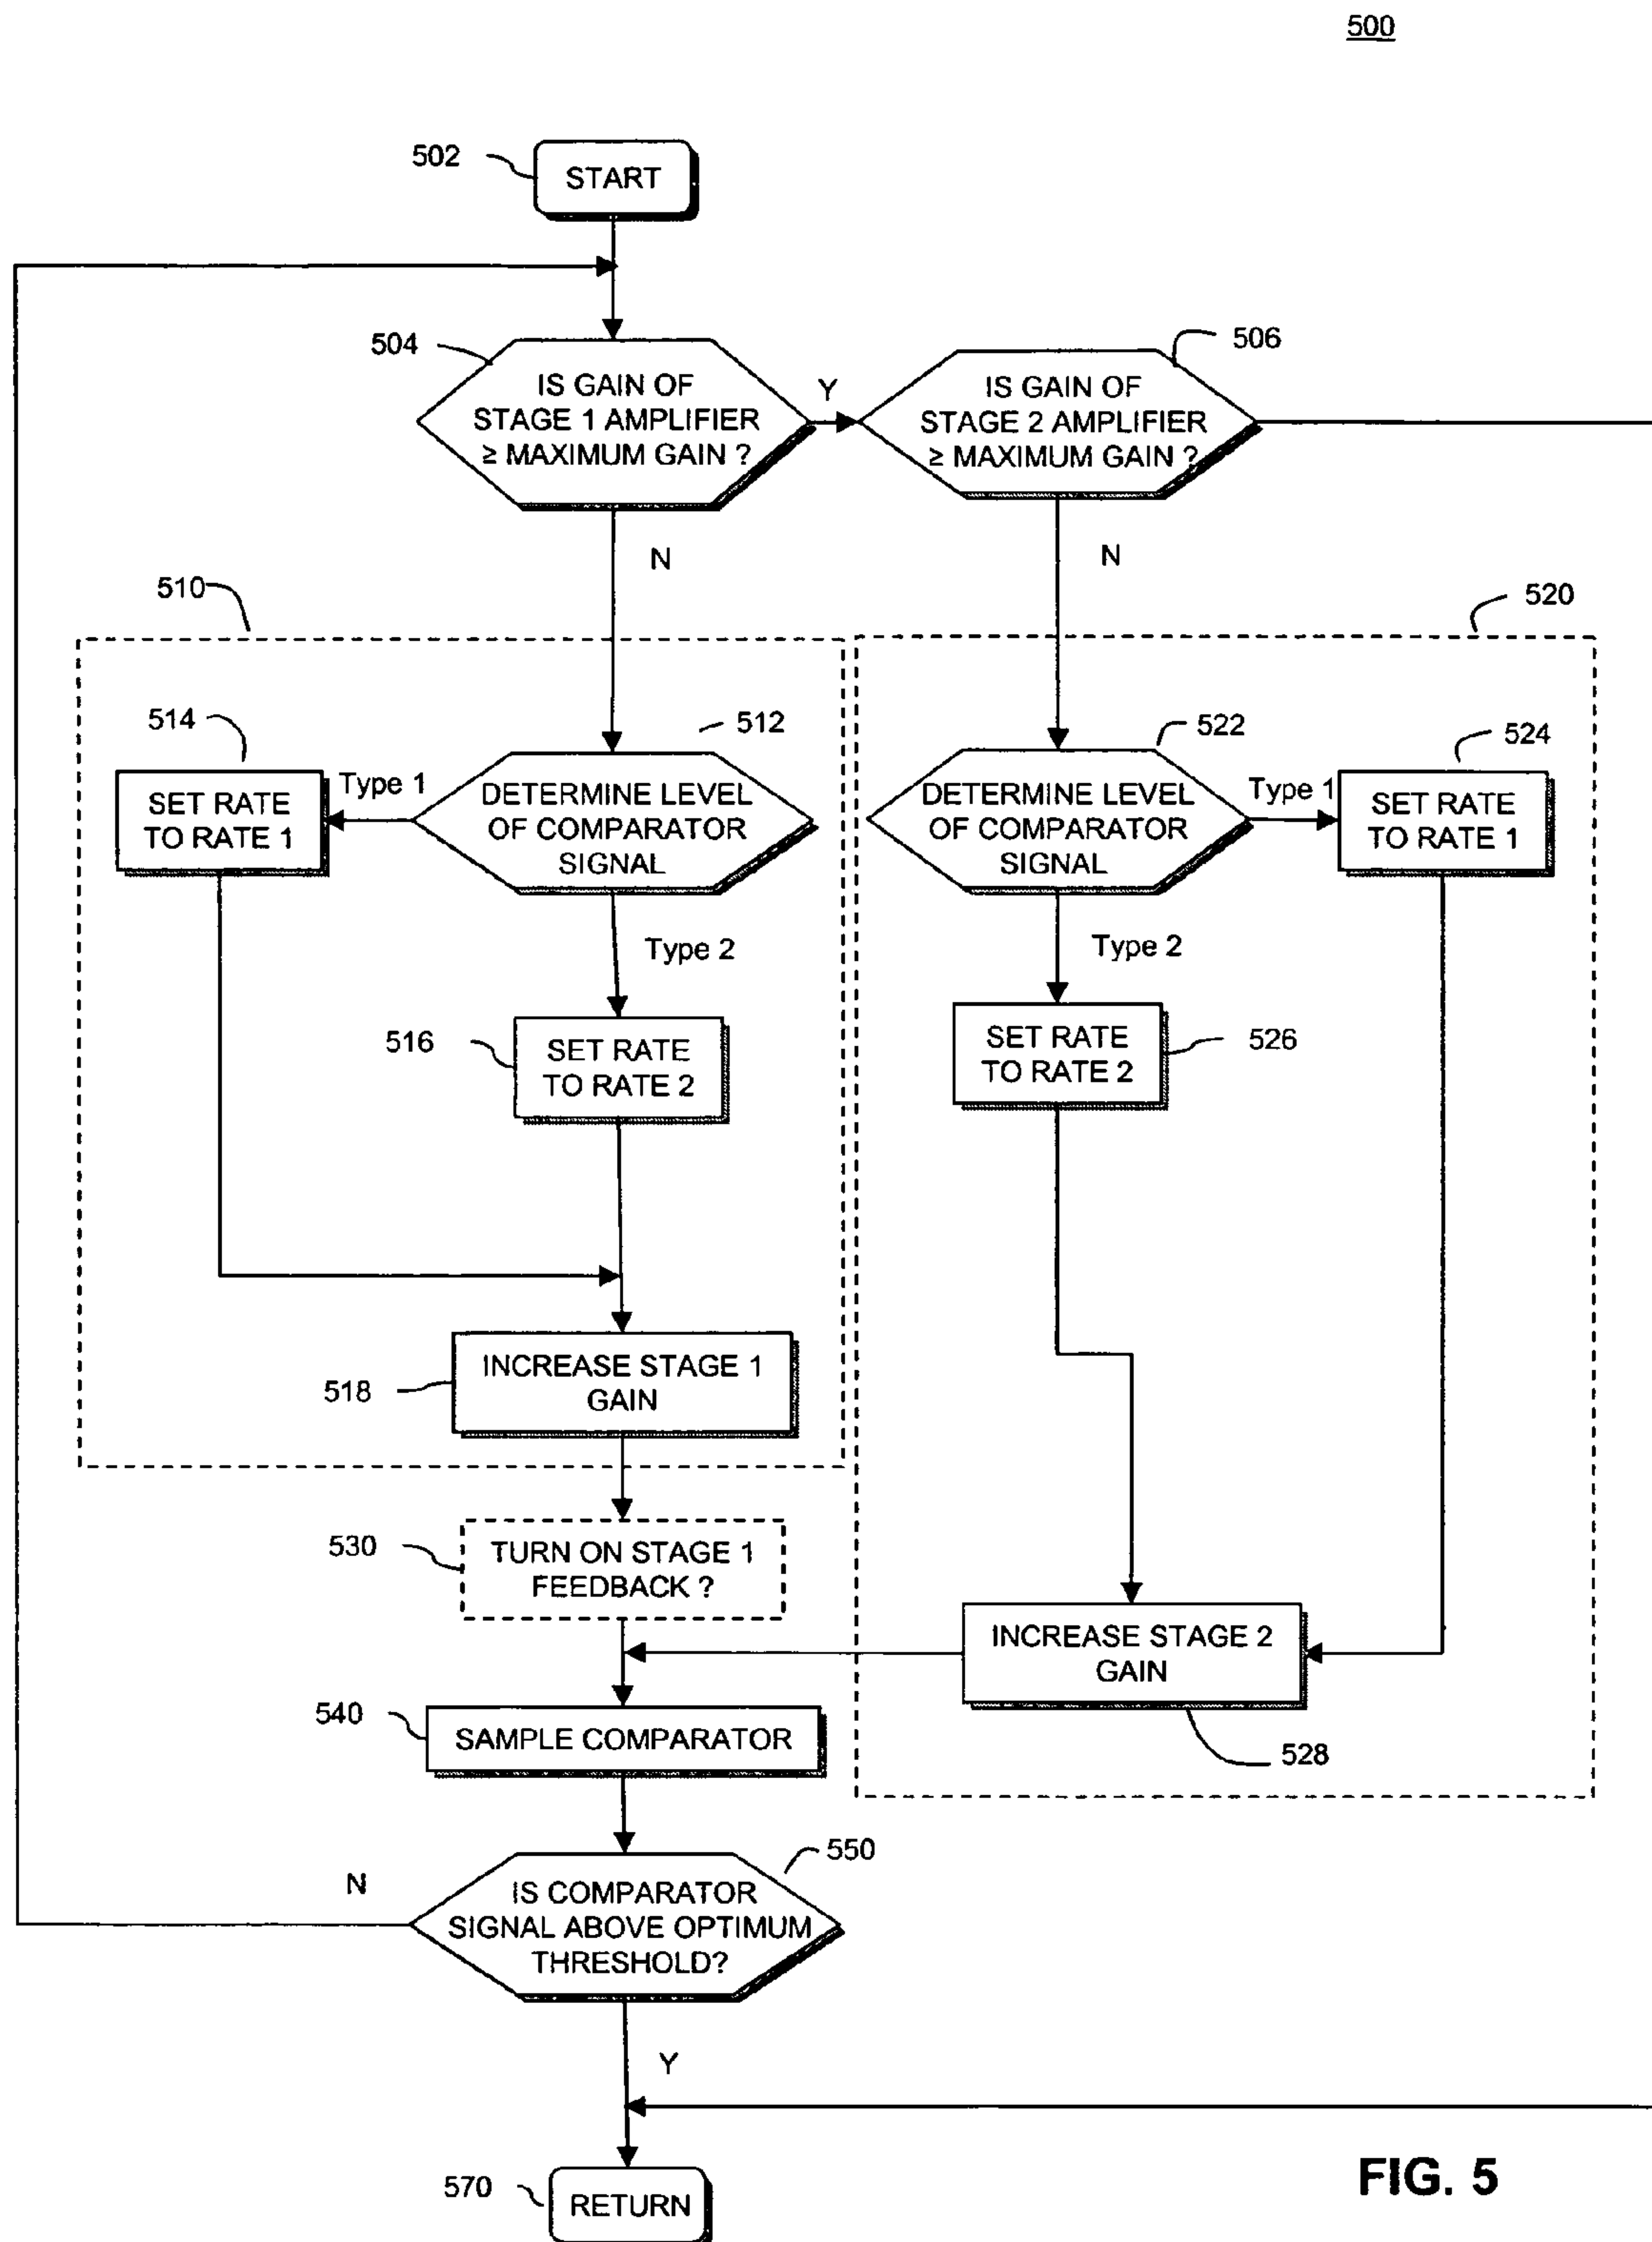 500
502
START
504
IS GAIN OF
STAGE 1 AMPLIFIER
≥ MAXIMUM GAIN ?
Y
506
IS GAIN OF
STAGE 2 AMPLIFIER
≥ MAXIMUM GAIN ?
N
N
510
520
514
SET RATE
TO RATE 1
Type 1
512
DETERMINE LEVEL
OF COMPARATOR
SIGNAL
522
DETERMINE LEVEL
OF COMPARATOR
SIGNAL
Type 1
524
SET RATE
TO RATE 1
Type 2
Type 2
516
SET RATE
TO RATE 2
SET RATE
TO RATE 2
526
518
INCREASE STAGE 1
GAIN
530
TURN ON STAGE 1
FEEDBACK ?
INCREASE STAGE 2
GAIN
528
540
SAMPLE COMPARATOR
550
N
IS COMPARATOR
SIGNAL ABOVE OPTIMUM
THRESHOLD?
Y
570
RETURN
FIG. 5